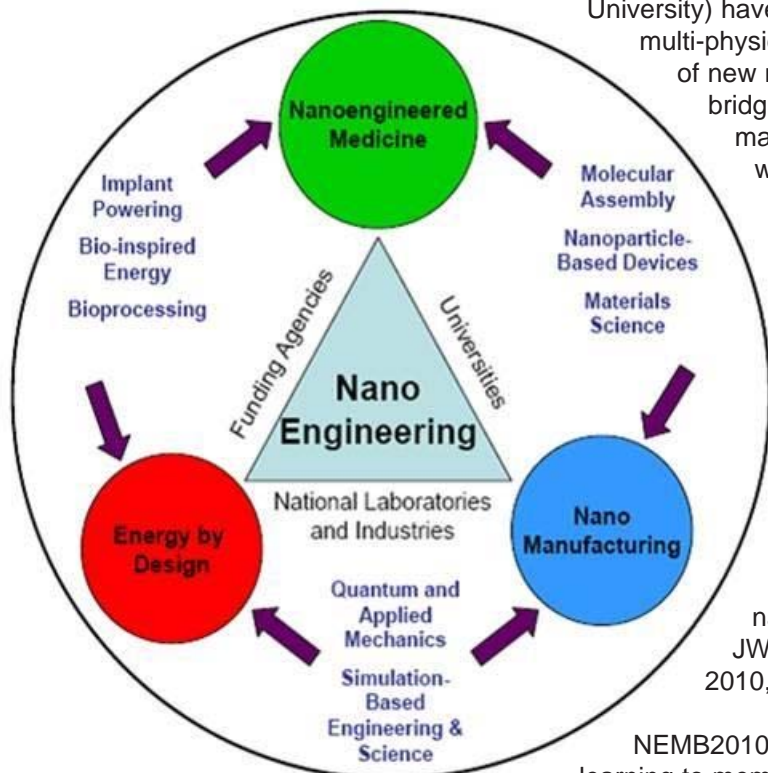 University) have
multi-physi
of new
bridg
ma
w
Nanoengineered
Medicine
Implant
Powering
Bio-inspired
Energy
Bioprocessing
Molecular
Assembly
Nanoparticle-
Based Devices
Materials
Science
Funding Agencies
Universities
Nano
Engineering
National Laboratories
and Industries
Energy by
Design
Nano
Manufacturing
Quantum and
Applied
Mechanics
Simulation-
Based
Engineering &
Science
JW
2010,
NEMB2010